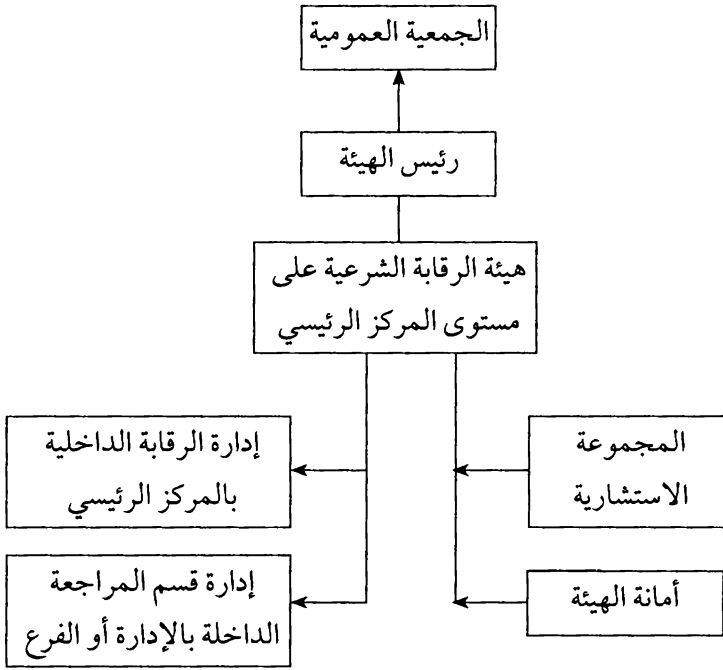 الجمعية العمومية
رئيس الهيئة
هيئة الرقابة الشرعية على
مستوى المركز الرئيسي
المجموعة
الاستشارية
إدارة الرقابة الداخلية
بالمركز الرئيسي
أمانة الهيئة
إدارة قسم المراجعة
الداخلة بالإدارة أو الفرع